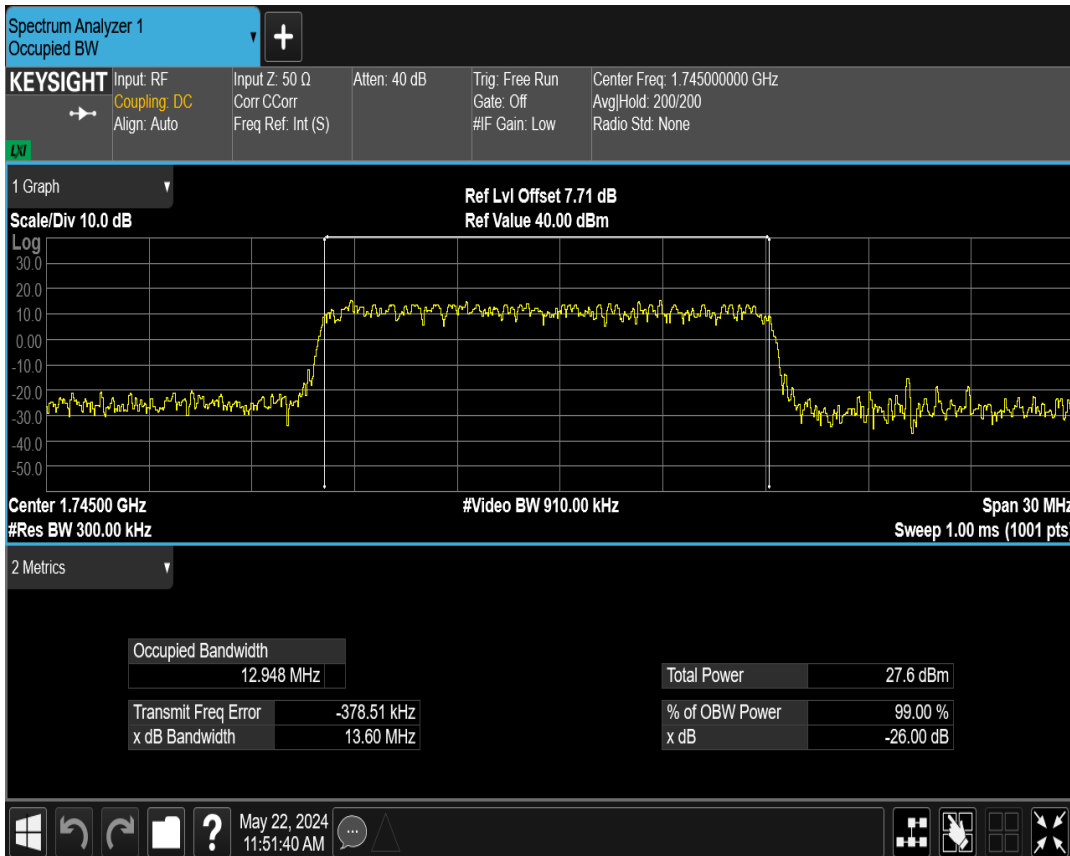 Spectrum Analyzer 1
Occupied BW
+
KEYSIGHT
LXI
Input: RF
Coupling: DC
Align: Auto
Input Z: 50 Ω
Corr CCorr
Freq Ref: Int (S)
Atten: 40 dB
Trig: Free Run
Gate: Off
#IF Gain: Low
Center Freq: 1.745000000 GHz
Avg|Hold: 200/200
Radio Std: None
1 Graph
Scale/Div 10.0 dB
Ref Lvl Offset 7.71 dB
Ref Value 40.00 dBm
Log
30.0
20.0
10.0
0.00
-10.0
-20.0
-30.0
-40.0
-50.0
Center 1.74500 GHz
#Video BW 910.00 kHz
Span 30 MHz
#Res BW 300.00 kHz
Sweep 1.00 ms (1001 pts)
2 Metrics
Occupied Bandwidth
12.948 MHz
Total Power 27.6 dBm
Transmit Freq Error -378.51 kHz
% of OBW Power 99.00 %
x dB Bandwidth 13.60 MHz
x dB -26.00 dB
?
May 22, 2024
11:51:40 AM